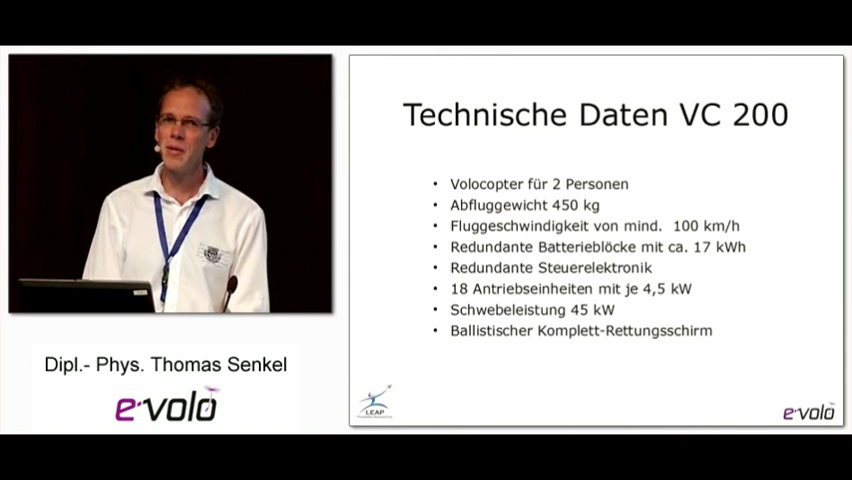 Technische Daten VC 200
• Volocopter für 2 Personen
• Abfluggewicht 450 kg
• Fluggeschwindigkeit von mind. 100 km/h
• Redundante Batterieblöcke mit ca. 17 kWh
• Redundante Steuerelektronik
• 18 Antriebseinheiten mit je 4,5 kW
• Schwebeleistung 45 kW
• Ballistischer Komplett-Rettungsschirm
Dipl.- Phys. Thomas Senkel
e·volo
LEAP
e·volo